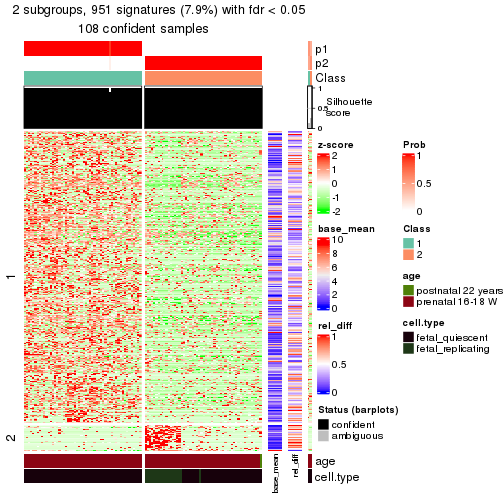 2 subgroups, 951 signatures (7.9%) with fdr < 0.05
108 confident samples
p1
p2
Class
1
0.5
0
Silhouette
score
1
2
z-score
2
1
0
-1
-2
base_mean
10
8
6
4
2
0
rel_diff
1
0.5
0
Status (barplots)
confident
ambiguous
Prob
1
0.5
0
Class
1
2
age
postnatal 22 years
prenatal 16-18 W
cell.type
fetal_quiescent
fetal_replicating
age
cell.type
base_mean
rel_diff